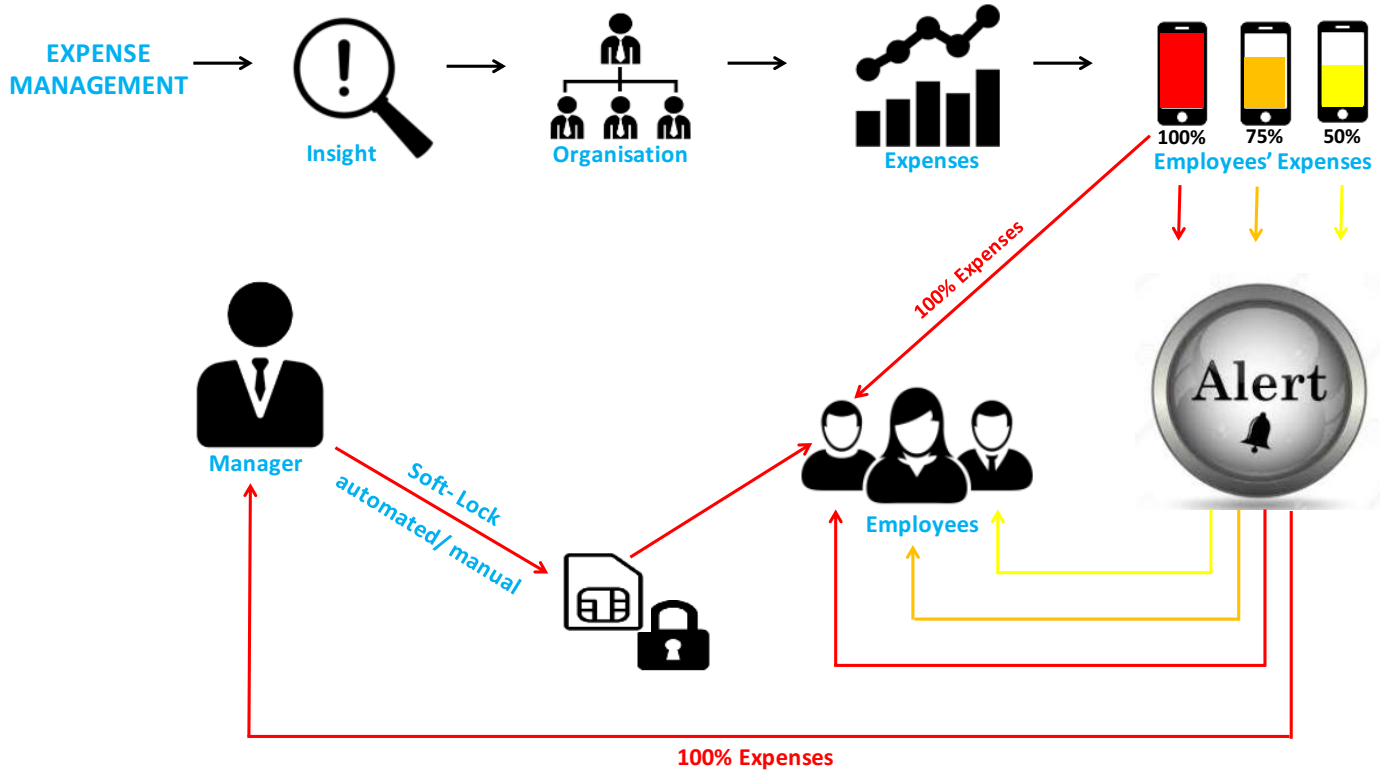 EXPENSE
MANAGEMENT
Insight
Organisation
Expenses
100%
75%
50%
Employees’ Expenses
100% Expenses
Alert
Manager
Soft- Lock
automated/ manual
Employees
100% Expenses